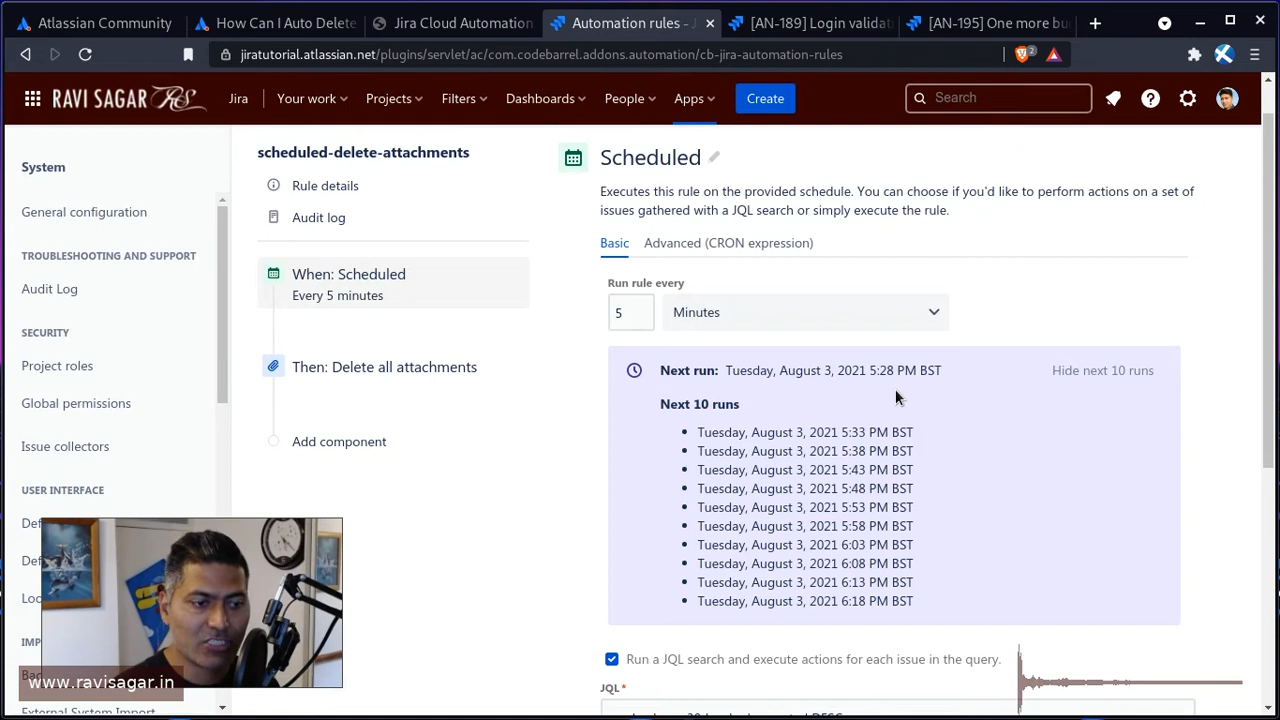 Atlassian Community
How Can I Auto Delete
Jira Cloud Automation
Automation rules - J
[AN-189] Login validat
[AN-195] One more bu
jiratutorial.atlassian.net/plugins/servlet/ac/com.codebarrel.addons.automation/cb-jira-automation-rules
2
RAVI SAGAR RS
Jira
Your work
Projects
Filters
Dashboards
People
Apps
Create
Search
System
General configuration
TROUBLESHOOTING AND SUPPORT
Audit Log
SECURITY
Project roles
Global permissions
Issue collectors
USER INTERFACE
Def
Def
Loo
IMP
Bac
External System Import
www.ravisagar.in
scheduled-delete-attachments
Rule details
Audit log
When: Scheduled
Every 5 minutes
Then: Delete all attachments
Add component
Scheduled
Executes this rule on the provided schedule. You can choose if you'd like to perform actions on a set of
issues gathered with a JQL search or simply execute the rule.
Basic
Advanced (CRON expression)
Run rule every
5
Minutes
Next run: Tuesday, August 3, 2021 5:28 PM BST
Hide next 10 runs
Next 10 runs
Tuesday, August 3, 2021 5:33 PM BST
Tuesday, August 3, 2021 5:38 PM BST
Tuesday, August 3, 2021 5:43 PM BST
Tuesday, August 3, 2021 5:48 PM BST
Tuesday, August 3, 2021 5:53 PM BST
Tuesday, August 3, 2021 5:58 PM BST
Tuesday, August 3, 2021 6:03 PM BST
Tuesday, August 3, 2021 6:08 PM BST
Tuesday, August 3, 2021 6:13 PM BST
Tuesday, August 3, 2021 6:18 PM BST
Run a JQL search and execute actions for each issue in the query.
JQL *